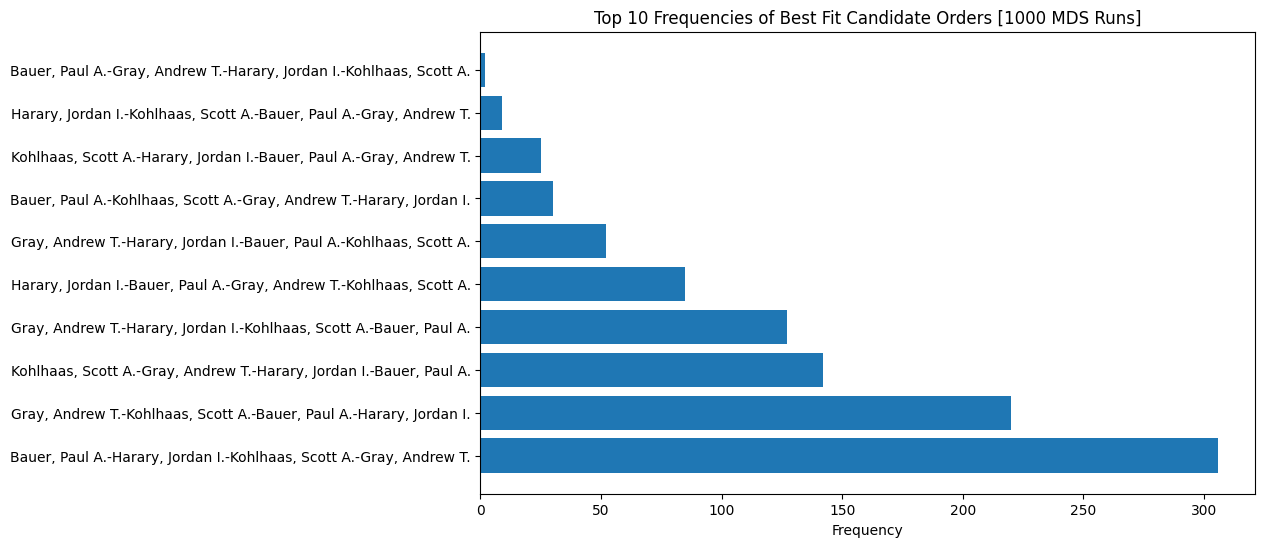 Top 10 Frequencies of Best Fit Candidate Orders [1000 MDS Runs]
Bauer, Paul A.-Gray, Andrew T.-Harary, Jordan I.-Kohlhaas, Scott A.
Harary, Jordan I.-Kohlhaas, Scott A.-Bauer, Paul A.-Gray, Andrew T.
Kohlhaas, Scott A.-Harary, Jordan I.-Bauer, Paul A.-Gray, Andrew T.
Bauer, Paul A.-Kohlhaas, Scott A.-Gray, Andrew T.-Harary, Jordan I.
Gray, Andrew T.-Harary, Jordan I.-Bauer, Paul A.-Kohlhaas, Scott A.
Harary, Jordan I.-Bauer, Paul A.-Gray, Andrew T.-Kohlhaas, Scott A.
Gray, Andrew T.-Harary, Jordan I.-Kohlhaas, Scott A.-Bauer, Paul A.
Kohlhaas, Scott A.-Gray, Andrew T.-Harary, Jordan I.-Bauer, Paul A.
Gray, Andrew T.-Kohlhaas, Scott A.-Bauer, Paul A.-Harary, Jordan I.
Bauer, Paul A.-Harary, Jordan I.-Kohlhaas, Scott A.-Gray, Andrew T.
0 50 100 150 200 250 300
Frequency